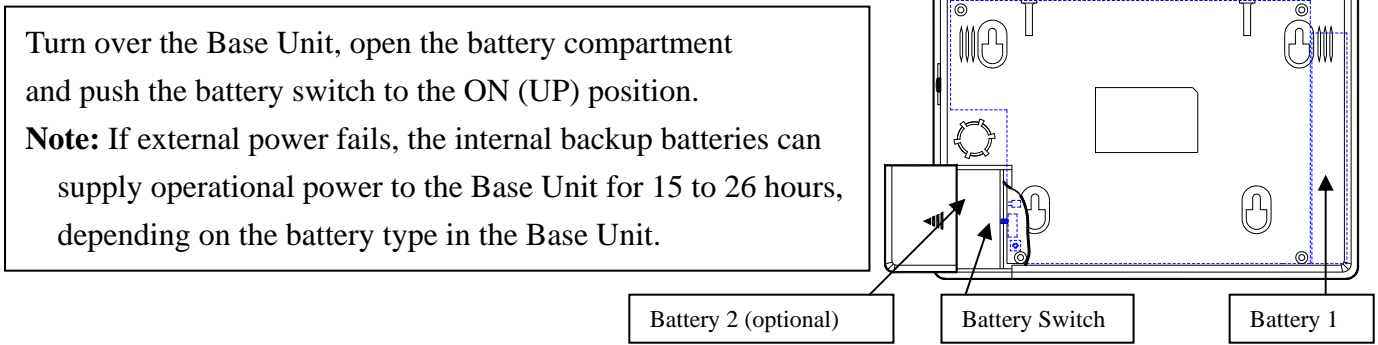 Turn over the Base Unit, open the battery compartment
and push the battery switch to the ON (UP) position.
Note: If external power fails, the internal backup batteries can
supply operational power to the Base Unit for 15 to 26 hours,
depending on the battery type in the Base Unit.
Battery 2 (optional)
Battery Switch
Battery 1